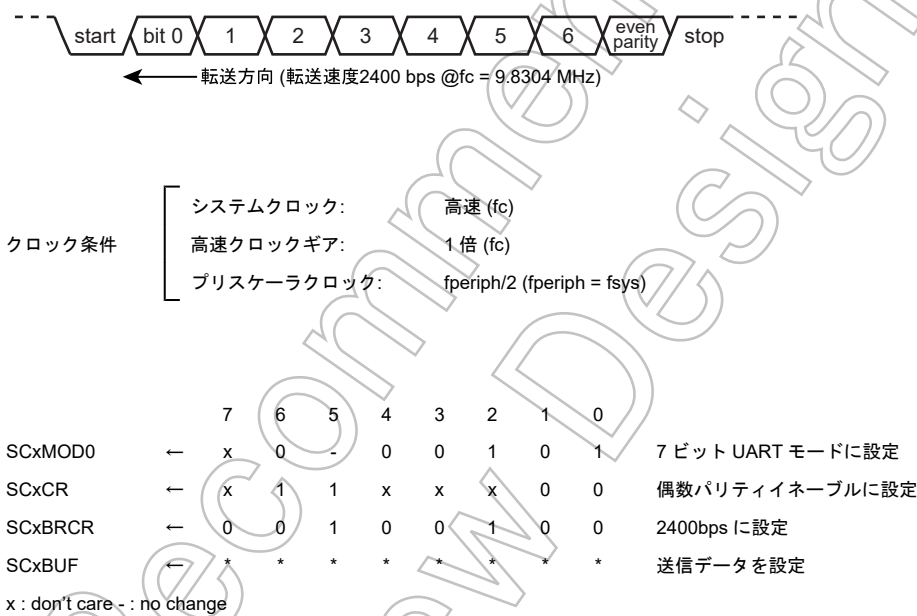 start bit 0 1 2 3 4 5 6 even parity stop
転送方向 (転送速度2400 bps @fc = 9.8304 MHz)
クロック条件
システムクロック: 高速 (fc)
高速クロックギア: 1 倍 (fc)
プリスケーラクロック: fperiph/2 (fperiph = fsys)
7 6 5 4 3 2 1 0
SCxMOD0 ← x 0 - 0 0 1 0 1 7 ビット UART モードに設定
SCxCR ← x 1 1 x x x 0 0 偶数パリティイネーブルに設定
SCxBRCR ← 0 0 1 0 0 1 0 0 2400bps に設定
SCxBUF ← * * * * * * * * 送信データを設定
x : don't care - : no change